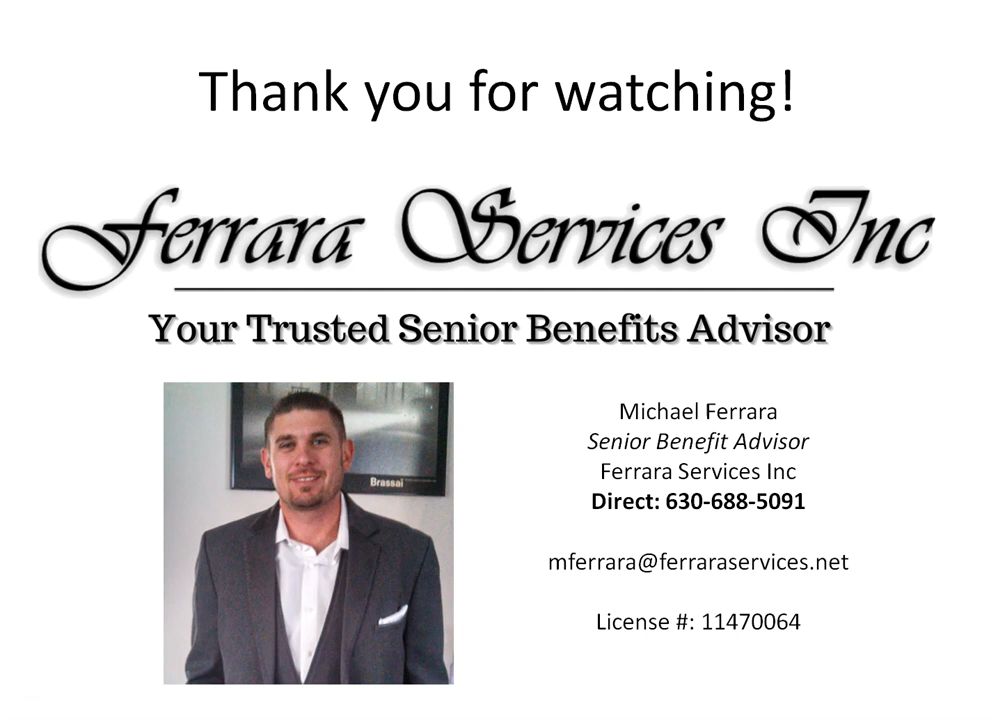 Thank you for watching!
Ferrara Services Inc
Your Trusted Senior Benefits Advisor
Brassai
Michael Ferrara
Senior Benefit Advisor
Ferrara Services Inc
Direct: 630-688-5091
mferrara@ferraraservices.net
License #: 11470064